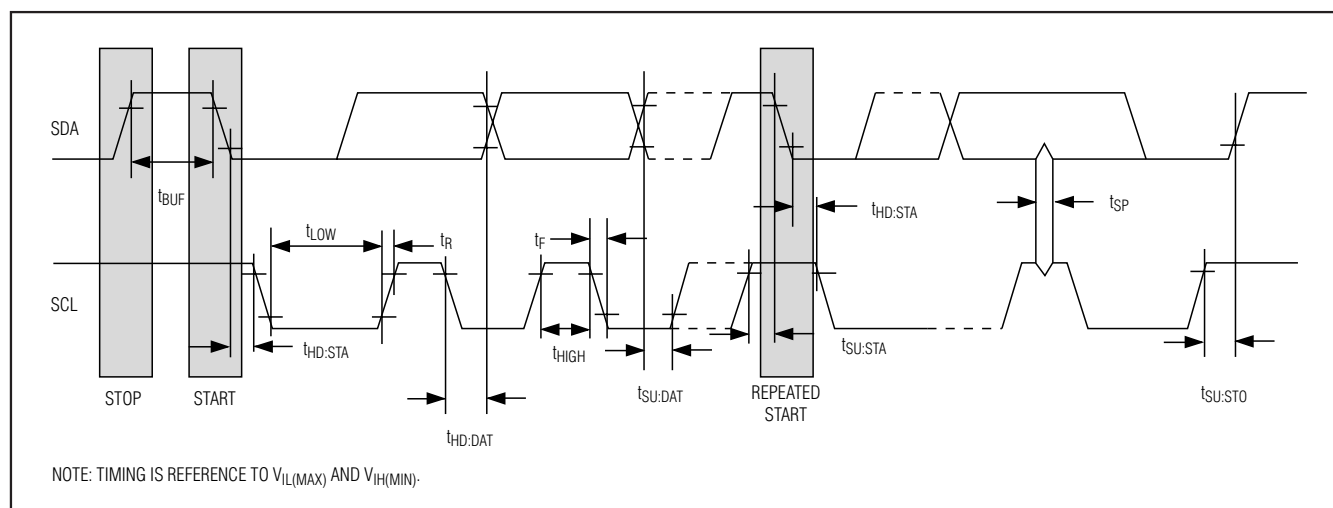 SDA
tBUF
tLOW
tR
tF
tHD:STA
tSP
SCL
tHD:STA
tHIGH
tSU:STA
tSU:DAT
tSU:STO
STOP
START
REPEATED
START
tHD:DAT
NOTE: TIMING IS REFERENCE TO VIL(MAX) AND VIH(MIN).